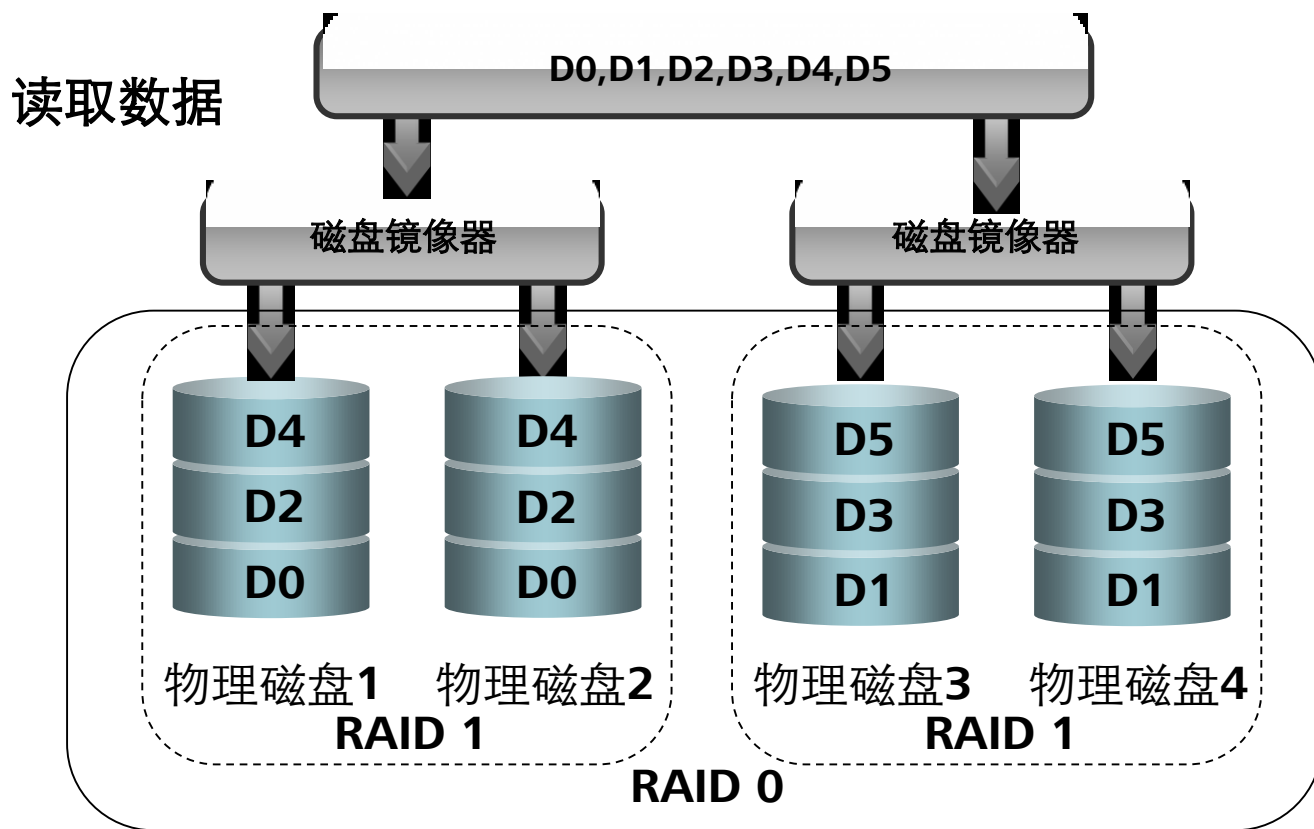 D0,D1,D2,D3,D4,D5
读取数据
磁盘镜像器
磁盘镜像器
D4
D2
D0
D4
D2
D0
D5
D3
D1
D5
D3
D1
物理磁盘1
物理磁盘2
物理磁盘3
物理磁盘4
RAID 1
RAID 1
RAID 0